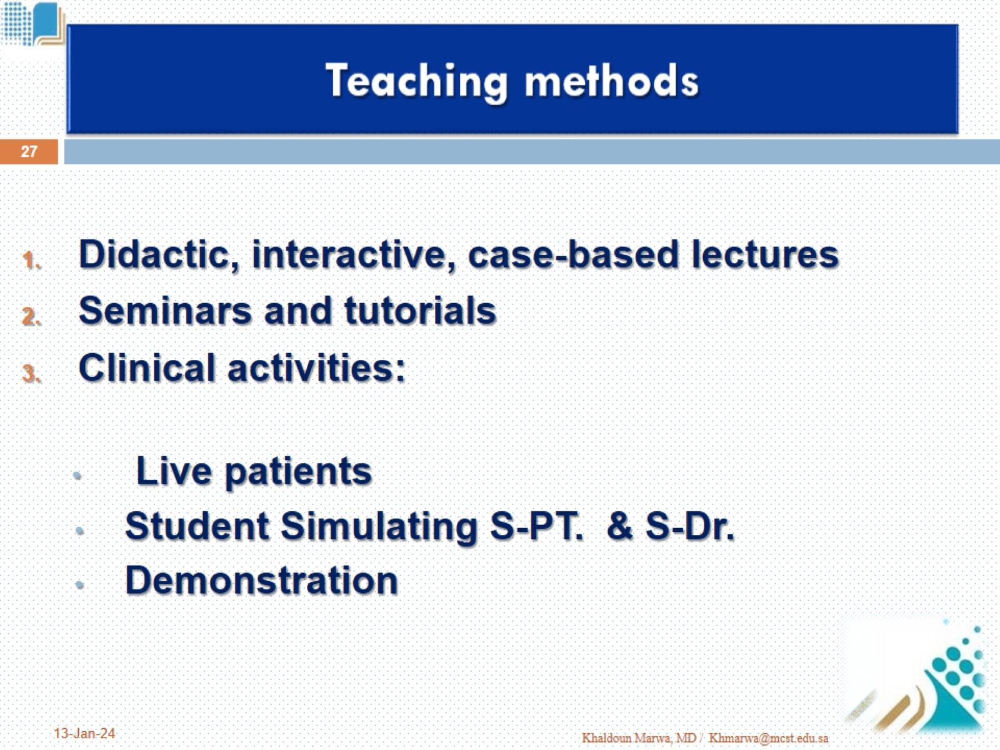 Teaching methods
27
1. Didactic, interactive, case-based lectures
2. Seminars and tutorials
3. Clinical activities:
• Live patients
• Student Simulating S-PT. & S-Dr.
• Demonstration
13-Jan-24
Khaldoun Marwa, MD / Khmarwa@mcst.edu.sa